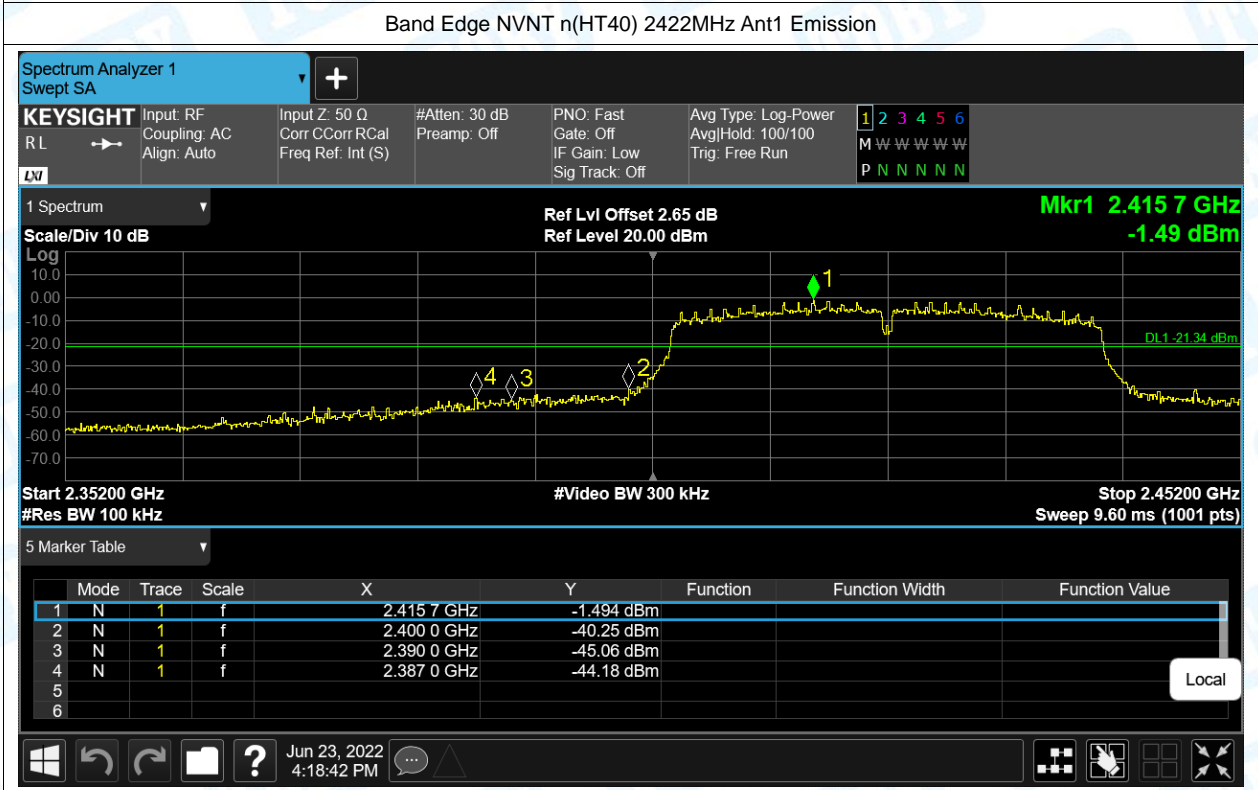 Band Edge NVNT n(HT40) 2422MHz Ant1 Emission
Spectrum Analyzer 1
Swept SA
KEYSIGHT
RL
LXI
Input: RF
Coupling: AC
Align: Auto
Input Z: 50 Ω
Corr CCorr RCal
Freq Ref: Int (S)
#Atten: 30 dB
Preamp: Off
PNO: Fast
Gate: Off
IF Gain: Low
Sig Track: Off
Avg Type: Log-Power
Avg|Hold: 100/100
Trig: Free Run
1 2 3 4 5 6
M W W W W W
P N N N N N
1 Spectrum
Scale/Div 10 dB
Ref Lvl Offset 2.65 dB
Ref Level 20.00 dBm
Mkr1 2.415 7 GHz
-1.49 dBm
Log
10.0
0.00
-10.0
-20.0
-30.0
-40.0
-50.0
-60.0
-70.0
1
2
4 3
DL1 -21.34 dBm
Start 2.35200 GHz
#Video BW 300 kHz
Stop 2.45200 GHz
#Res BW 100 kHz
Sweep 9.60 ms (1001 pts)
5 Marker Table
Mode Trace Scale X Y Function Function Width Function Value
1 N 1 f 2.415 7 GHz -1.494 dBm
2 N 1 f 2.400 0 GHz -40.25 dBm
3 N 1 f 2.390 0 GHz -45.06 dBm
4 N 1 f 2.387 0 GHz -44.18 dBm
5
6
Local
?
Jun 23, 2022
4:18:42 PM